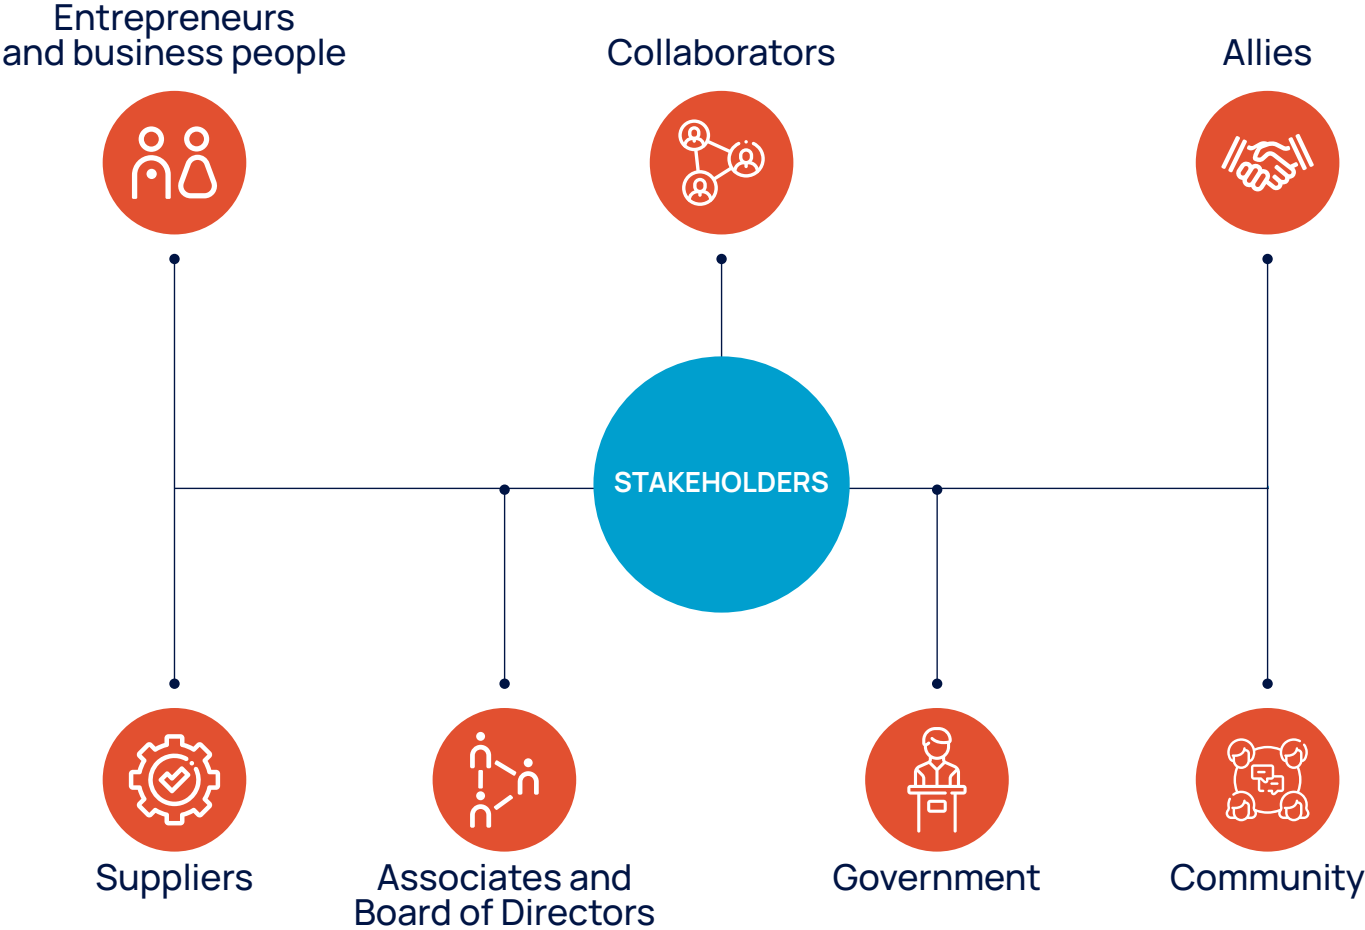 Entrepreneurs
and business people
Collaborators
Allies
STAKEHOLDERS
Suppliers
Associates and
Board of Directors
Government
Community